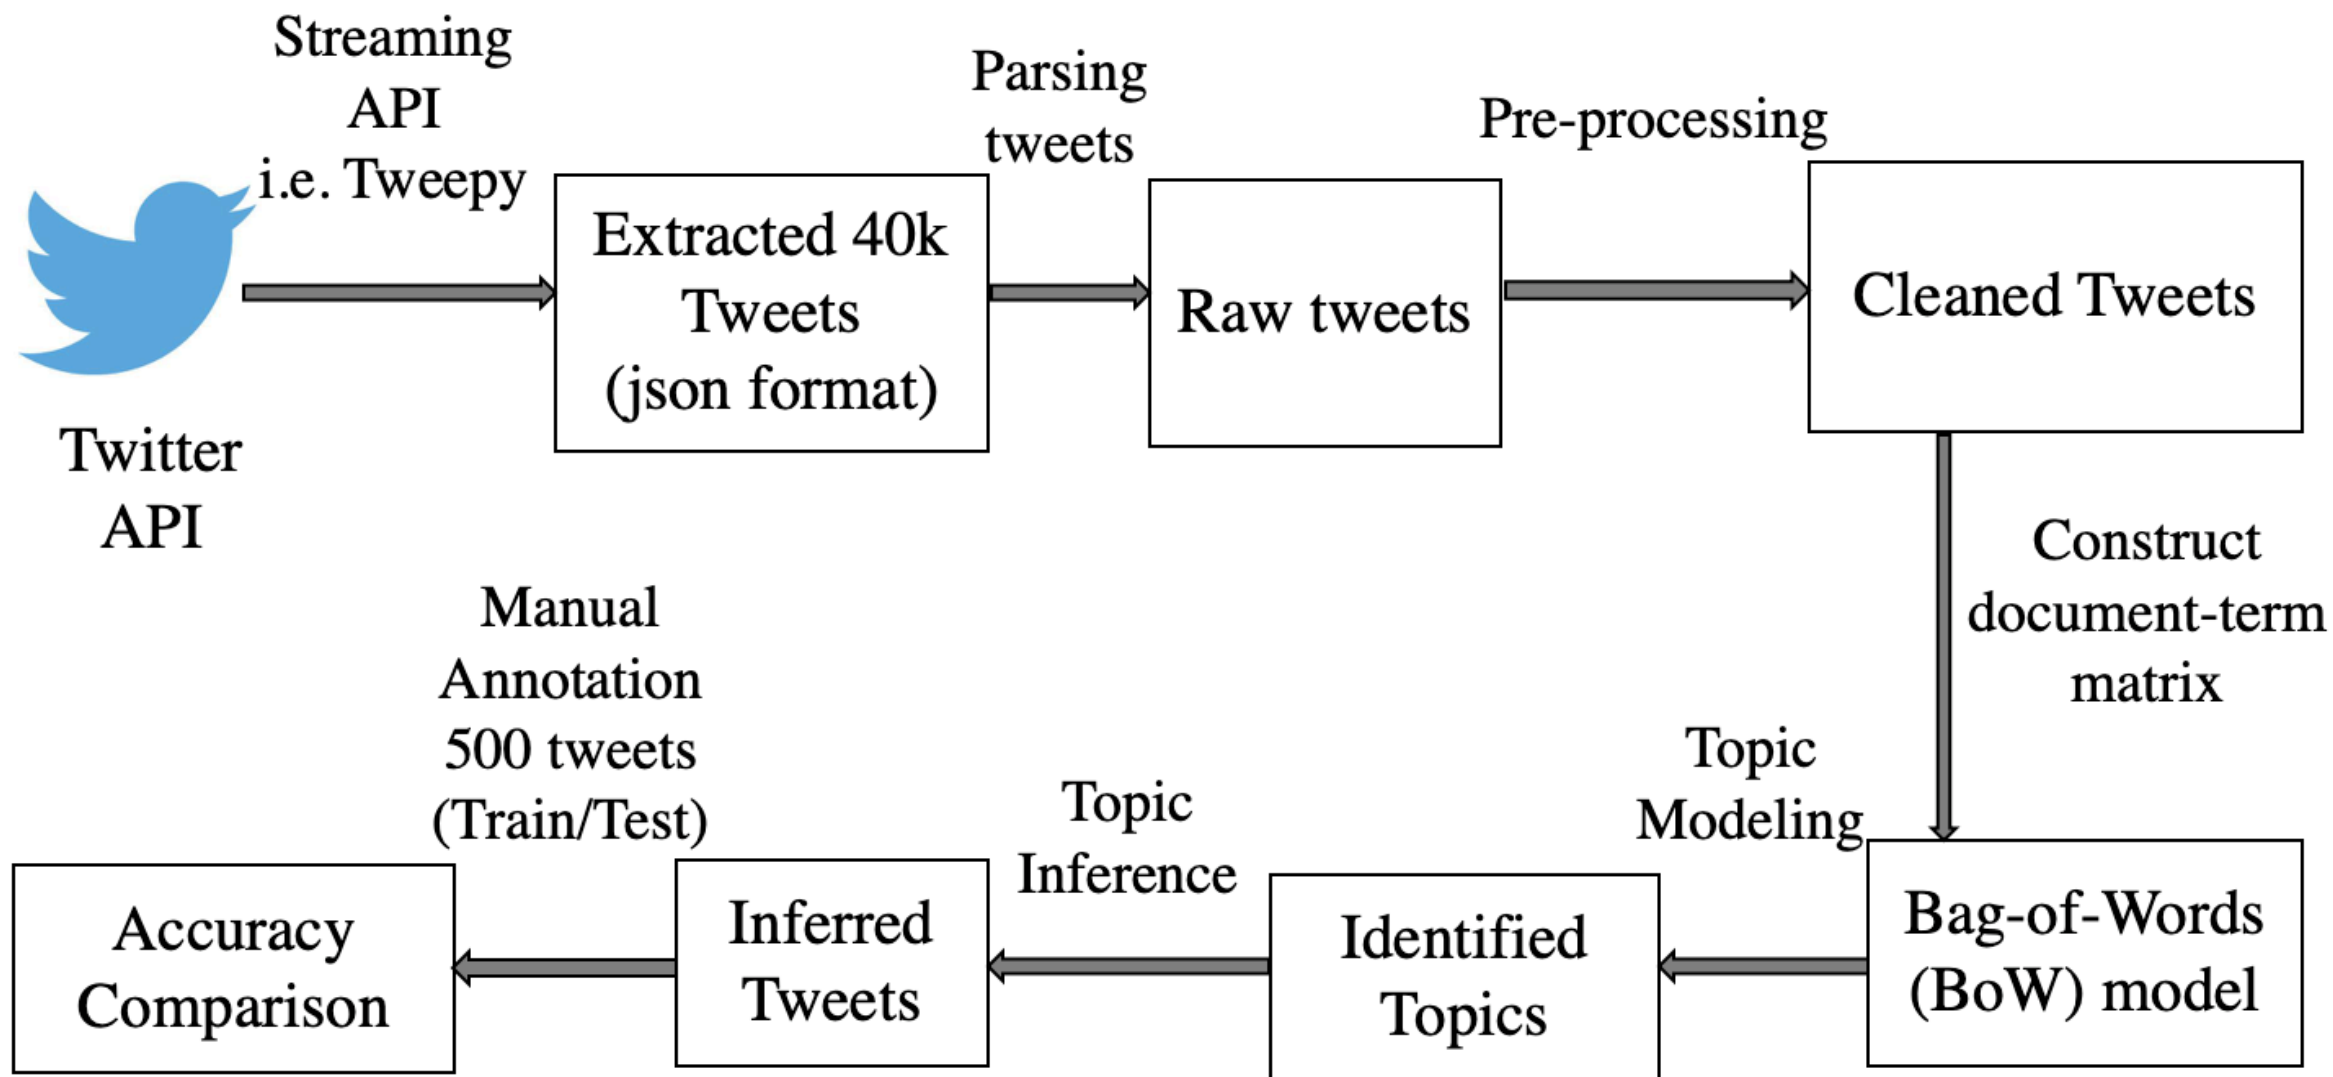 Streaming
API
i.e. Tweepy
Twitter
API
Extracted 40k
Tweets
(json format)
Parsing
tweets
Raw tweets
Pre-processing
Cleaned Tweets
Construct
document-term
matrix
Bag-of-Words
(BoW) model
Topic
Modeling
Identified
Topics
Topic
Inference
Inferred
Tweets
Manual
Annotation
500 tweets
(Train/Test)
Accuracy
Comparison